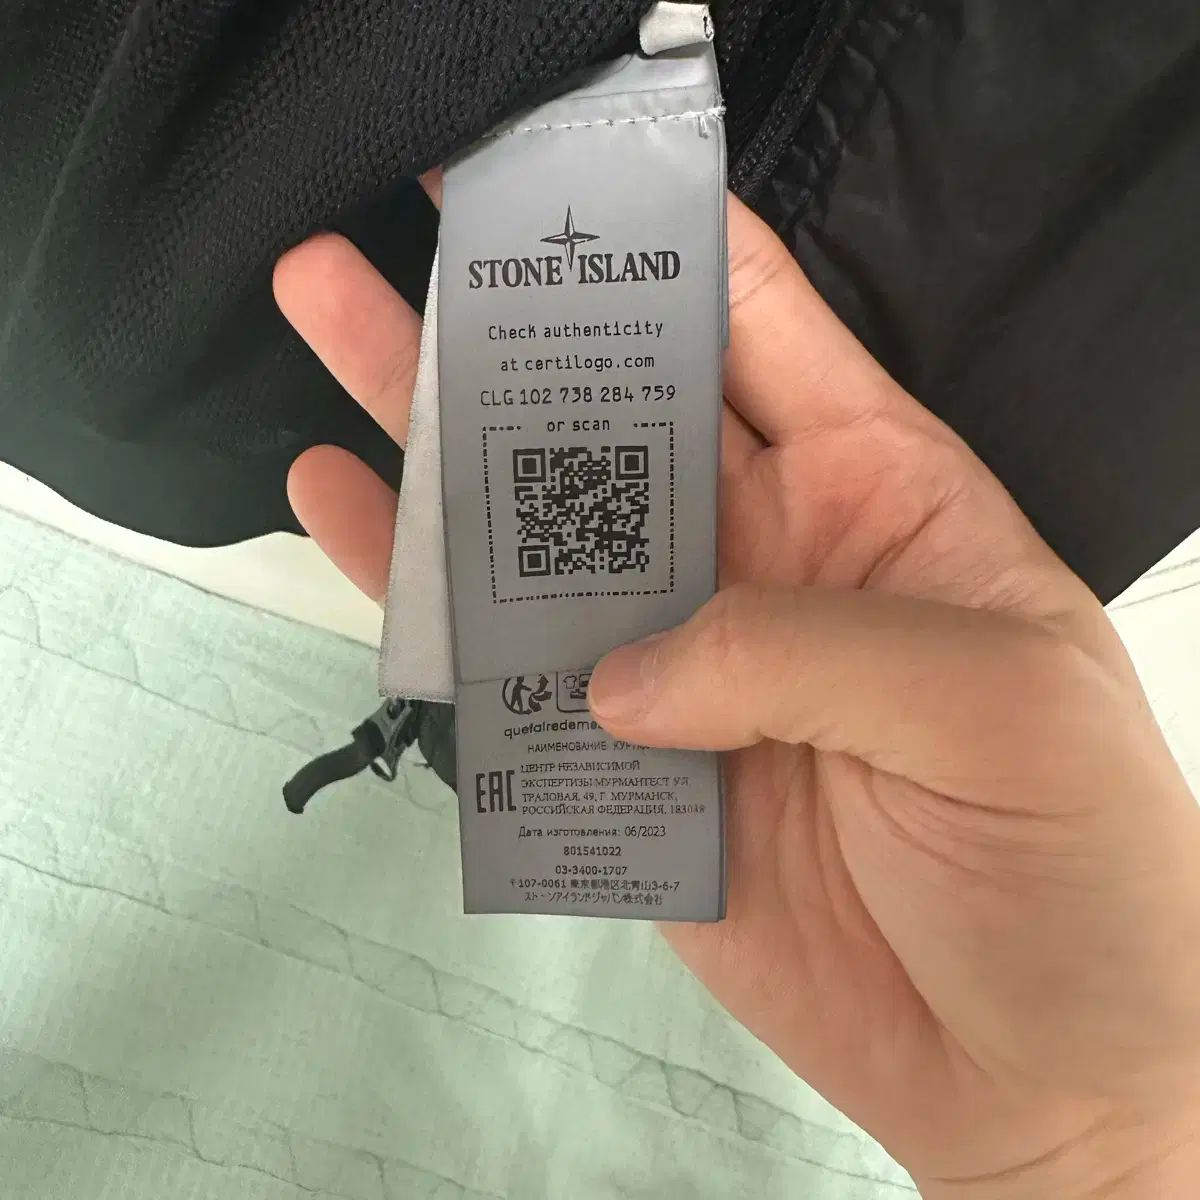 STONE ISLAND
Check authenticity
at certilogo.com
CLG 102 738 284 759
or scan
quefairedeme
НАИМЕНОВАНИЕ
ЦЕНТР НЕЗАВИСИМОЙ
EAC ЭКСПЕРТИЗЫ МУРМАНТЕСТ УЛ.
ТРАЛОВАЯ, 49, Г. МУРМАНСК,
РОССИЙСКАЯ ФЕДЕРАЦИЯ, 183038
Дата изготовления: 06/2023
801541022
03-3400-1707
〒107-0061 東京都港区北青山3-6-7
ストーンアイランドジャパン株式会社